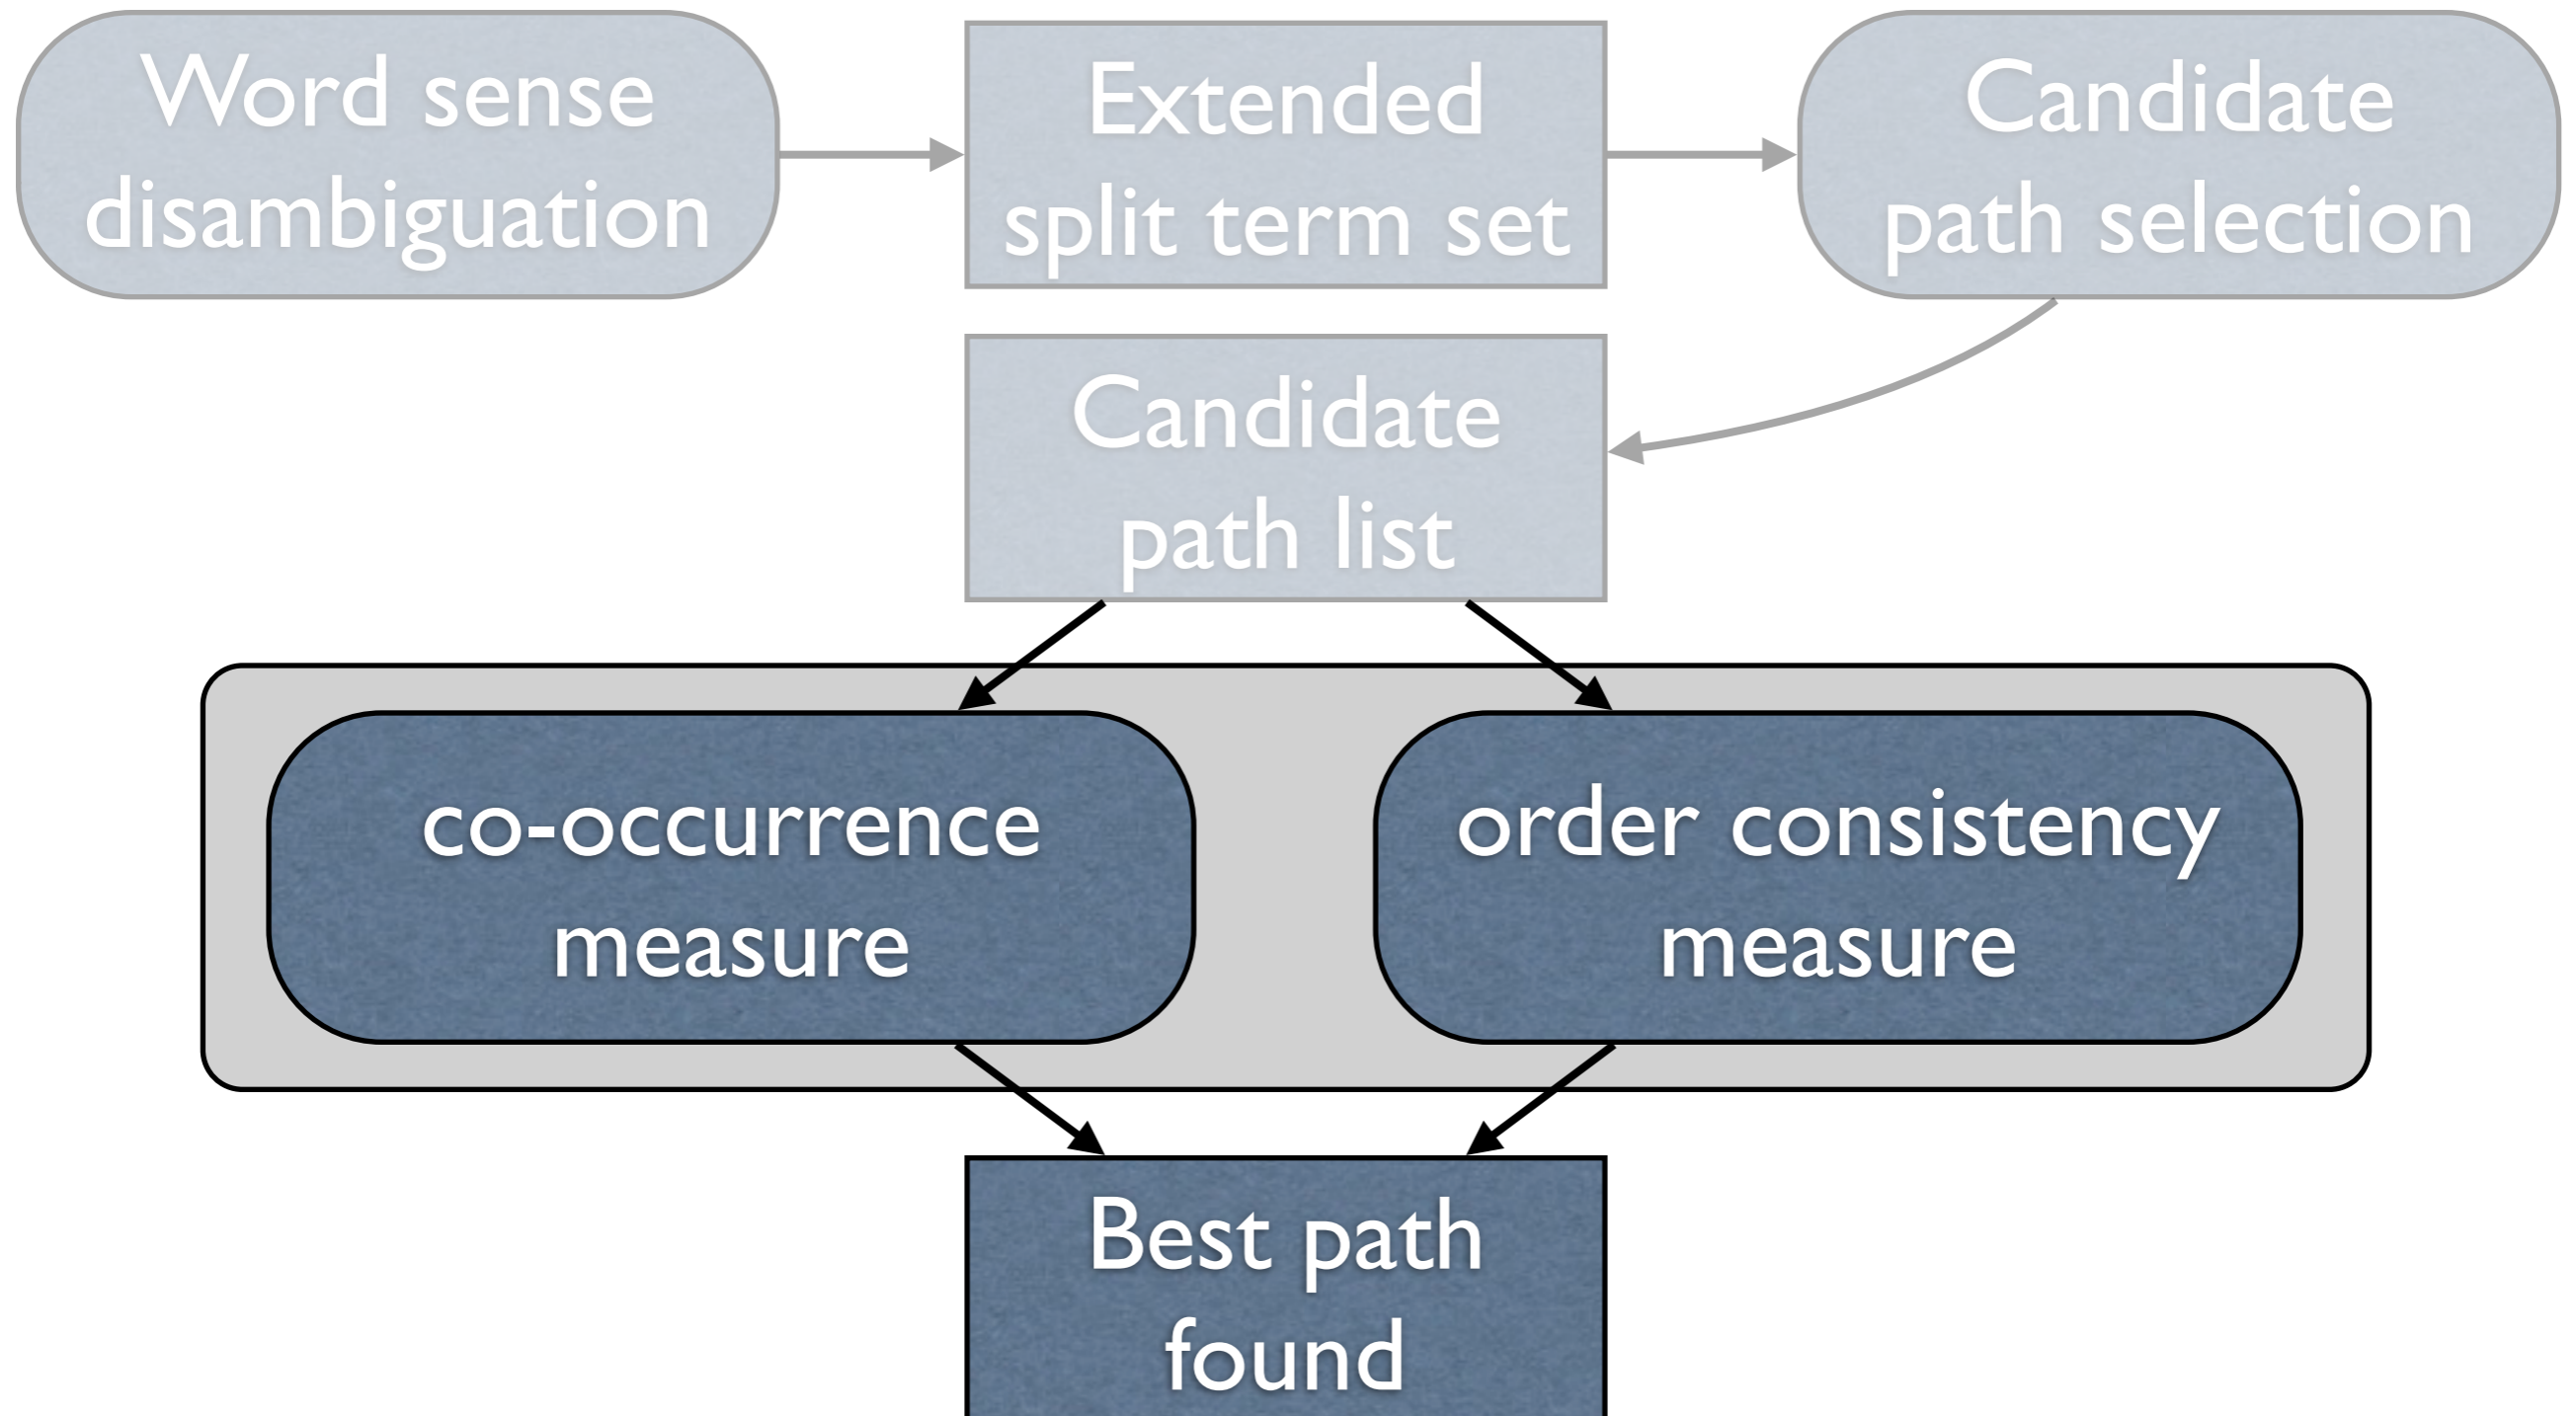 Word sense
disambiguation
Extended
split term set
Candidate
path selection
Candidate
path list
co-occurrence
measure
order consistency
measure
Best path
found